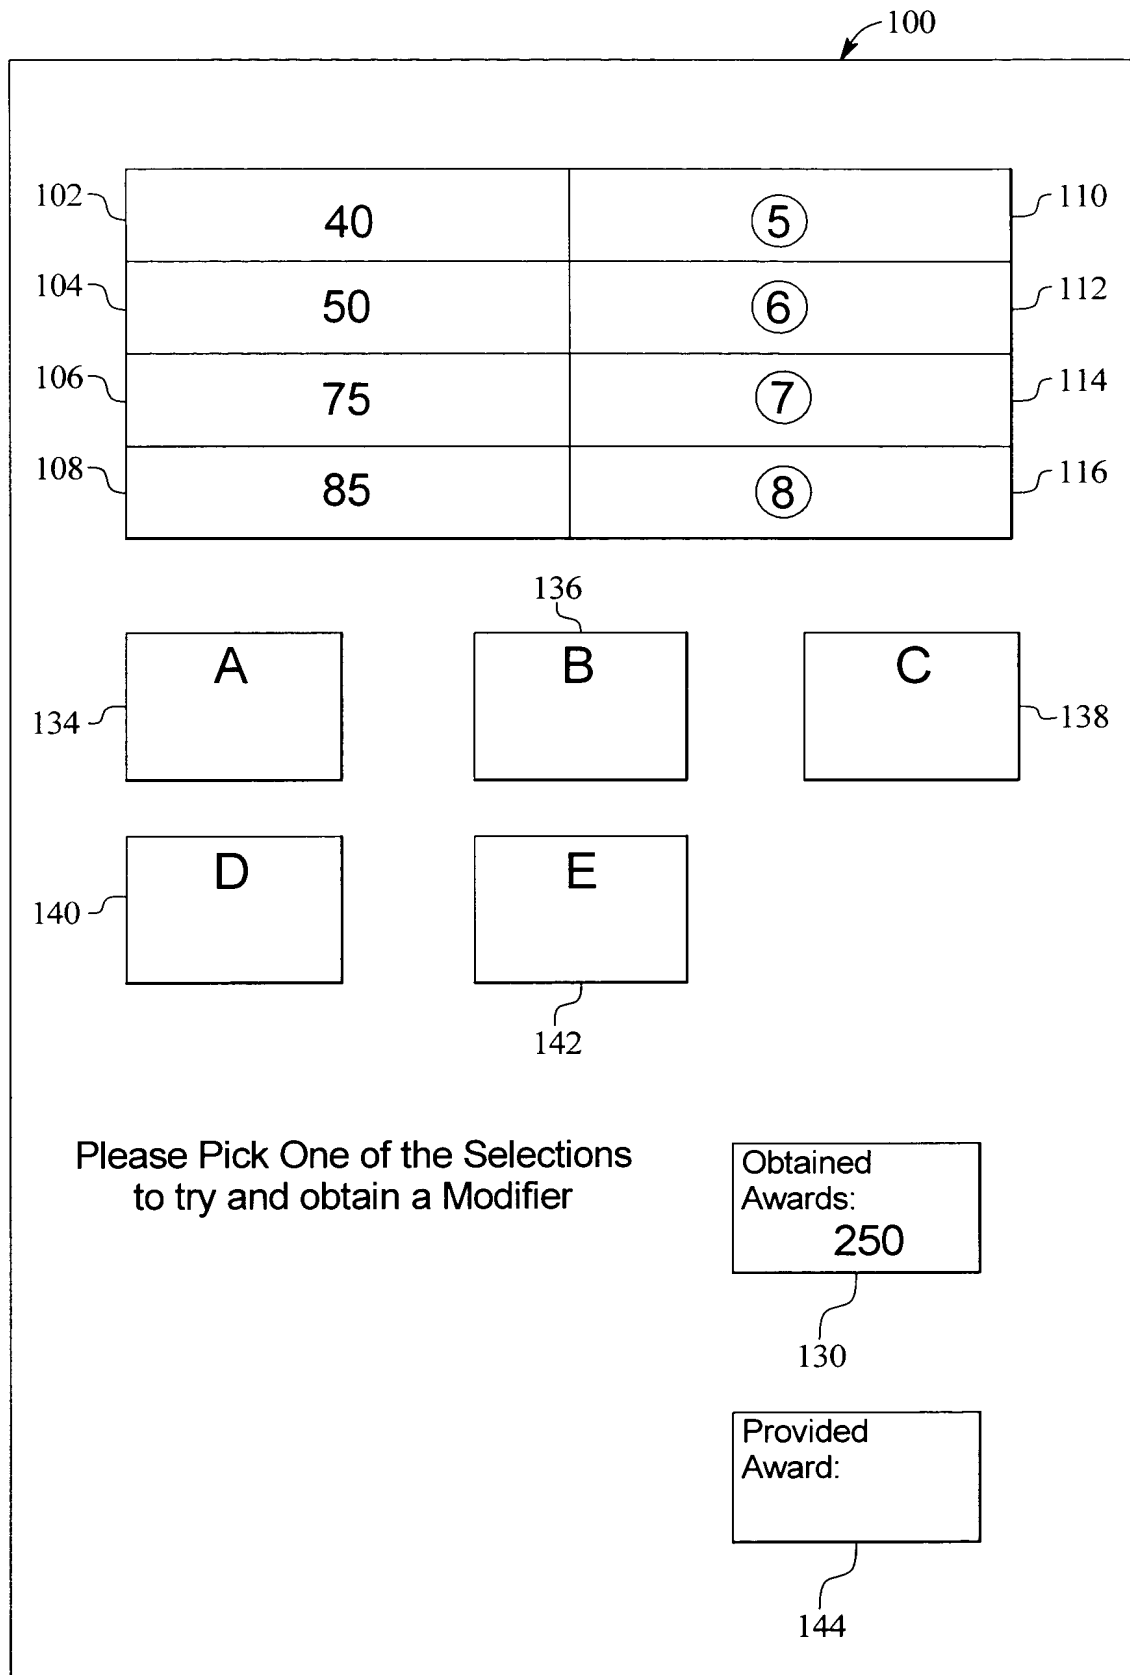 100
102 40 5 110
104 50 6 112
106 75 7 114
108 85 8 116
136
A B C
134 138
D E
140
142
Please Pick One of the Selections
to try and obtain a Modifier
Obtained
Awards:
250
130
Provided
Award:
144